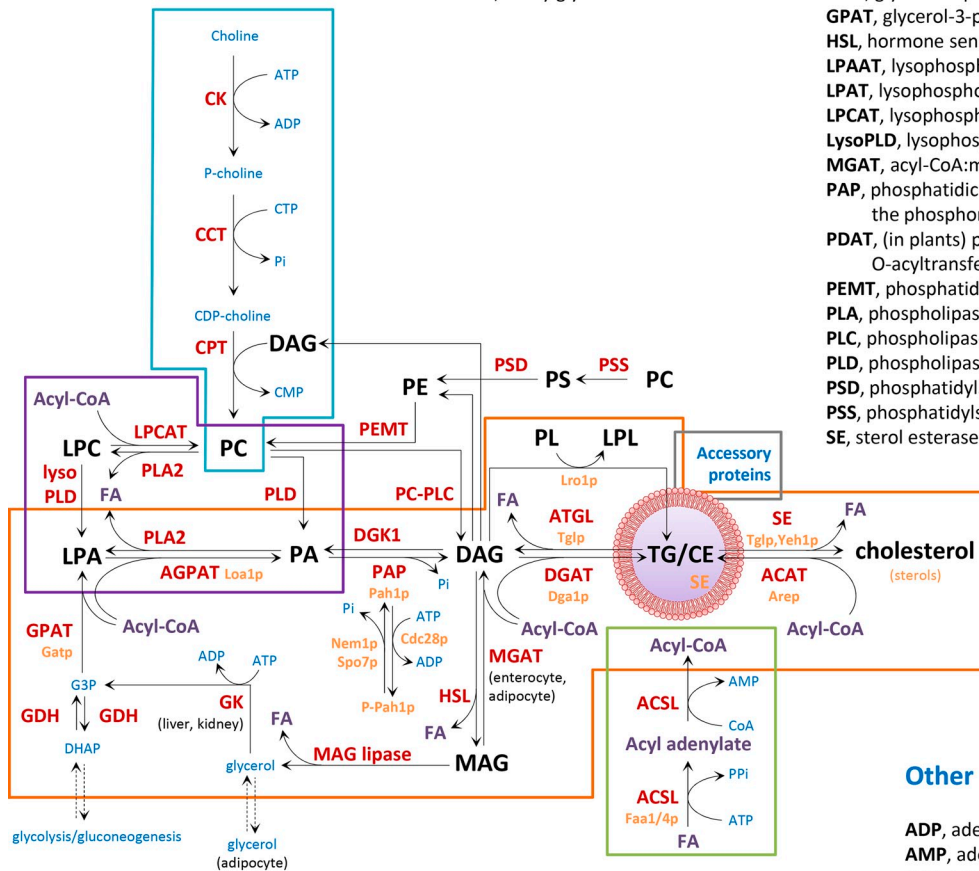 Choline
ATP
CK
ADP
P-choline
CTP
CCT
Pi
CDP-choline
CPT
DAG
CMP
GPAT, glycerol-3-p
HSL, hormone sen
LPAAT, lysophosph
LPAT, lysophospho
LPCAT, lysophosph
LysoPLD, lysophos
MGAT, acyl-CoA:m
PAP, phosphatidic
the phosphor
PDAT, (in plants) p
O-acyltransfe
PEMT, phosphatid
PLA, phospholipas
PLC, phospholipas
PLD, phospholipas
PSD, phosphatidyl
PSS, phosphatidyls
SE, sterol esterase
PE
PSD
PS
PSS
PC
Acyl-CoA
LPC
LPCAT
PC
PEMT
lyso
PLD
PLA2
FA
PLD
PC-PLC
PL
LPL
Lro1p
Accessory
proteins
LPA
PLA2
AGPAT Loa1p
PA
DGK1
PAP
Pah1p
Pi
DAG
FA
ATGL
Tglp
DGAT
Dga1p
TG/CE
SE
SE
Tglp,Yeh1p
FA
cholesterol
(sterols)
ACAT
Arep
Acyl-CoA
Acyl-CoA
Acyl-CoA
GPAT
Gatp
Pi
ATP
Nem1p
Spo7p
Cdc28p
ADP
P-Pah1p
MGAT
(enterocyte,
adipocyte)
HSL
FA
MAG
MAG lipase
FA
ADP
ATP
GK
(liver, kidney)
G3P
GDH
GDH
DHAP
glycerol
glycolysis/gluconeogenesis
glycerol
(adipocyte)
Acyl-CoA
AMP
ACSL
CoA
Acyl adenylate
PPi
ACSL
Faa1/4p
ATP
FA
Other
ADP, ade
AMP, ade